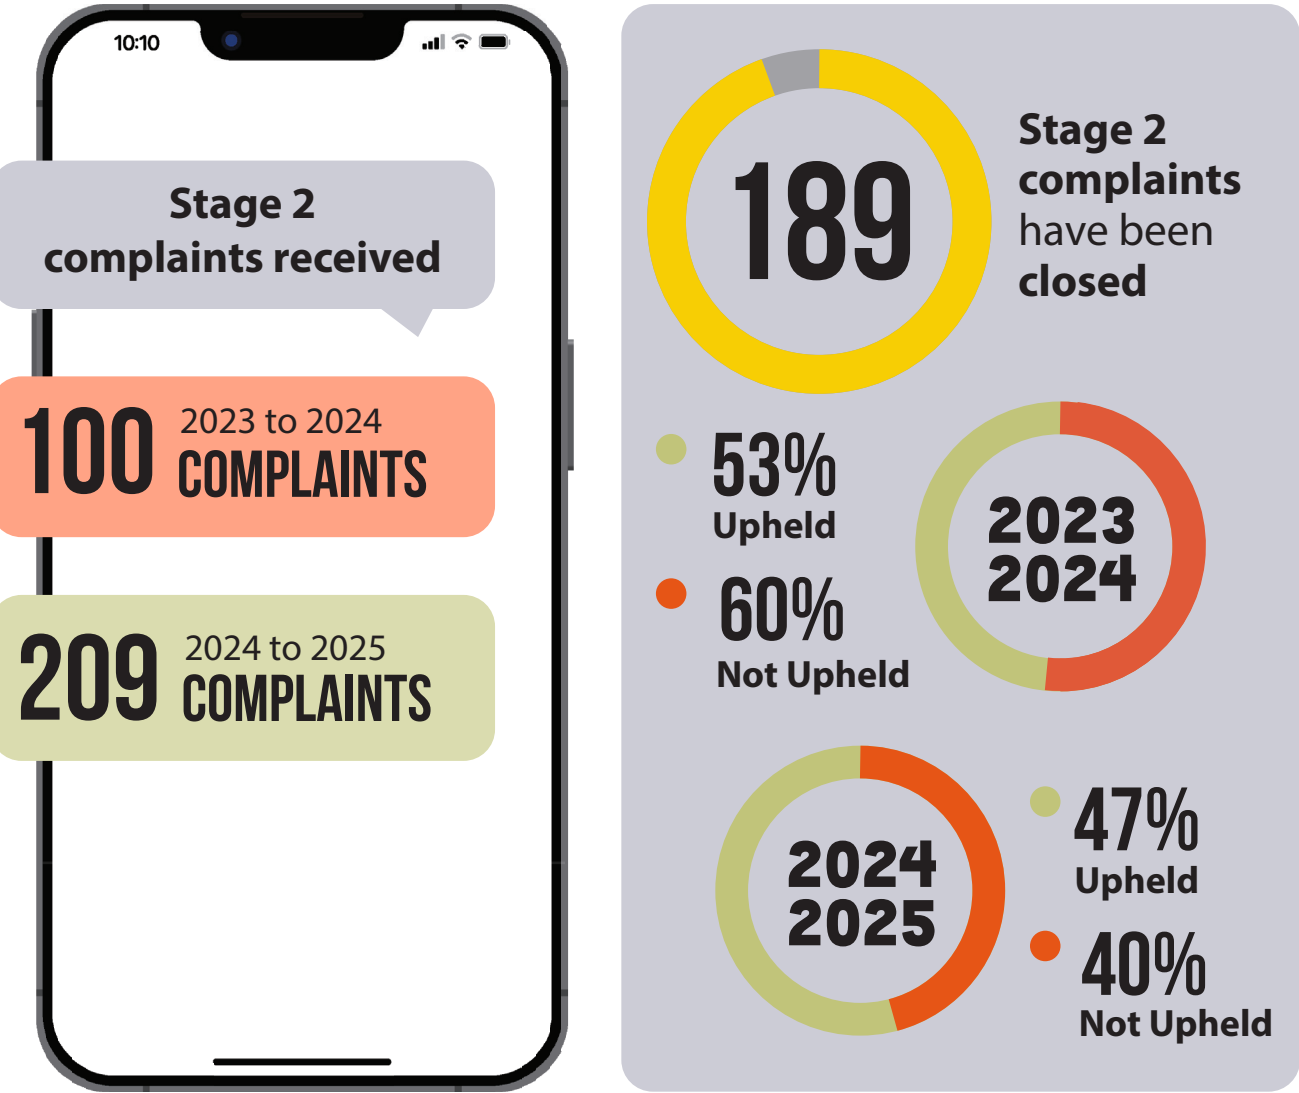 10:10
Stage 2
complaints received
100
2023 to 2024
COMPLAINTS
209
2024 to 2025
COMPLAINTS
189
Stage 2
complaints
have been
closed
53%
Upheld
60%
Not Upheld
2023
2024
2024
2025
47%
Upheld
40%
Not Upheld